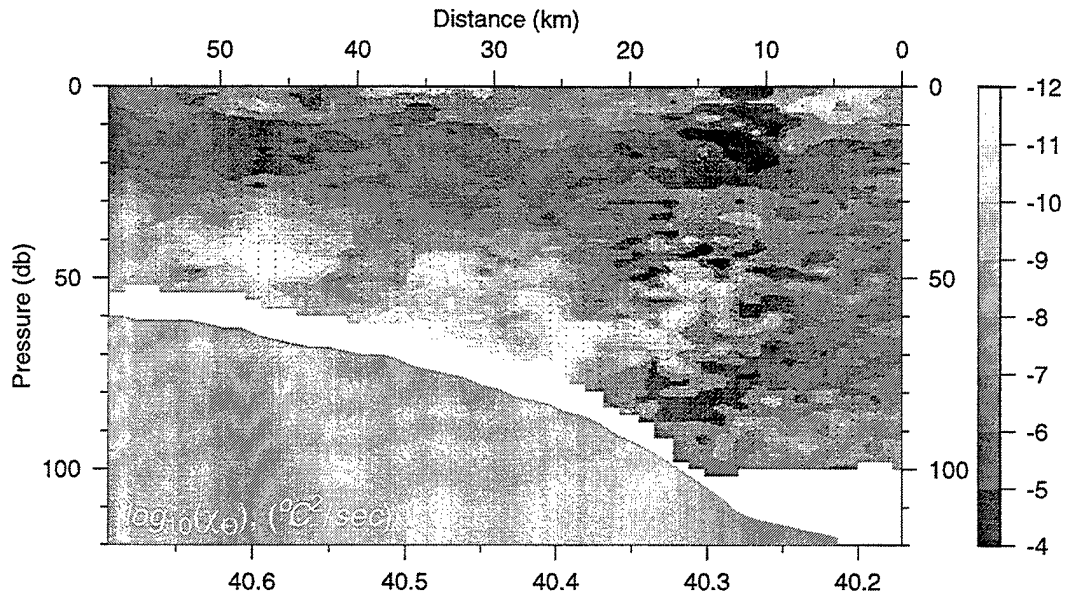 Distance (km)
50 40 30 20 10 0
0 50 100
Pressure (db)
0 50 100
-12
-11
-10
-9
-8
-7
-6
-5
-4
log₁₀(χ_Θ), (°C²/sec)
40.6 40.5 40.4 40.3 40.2